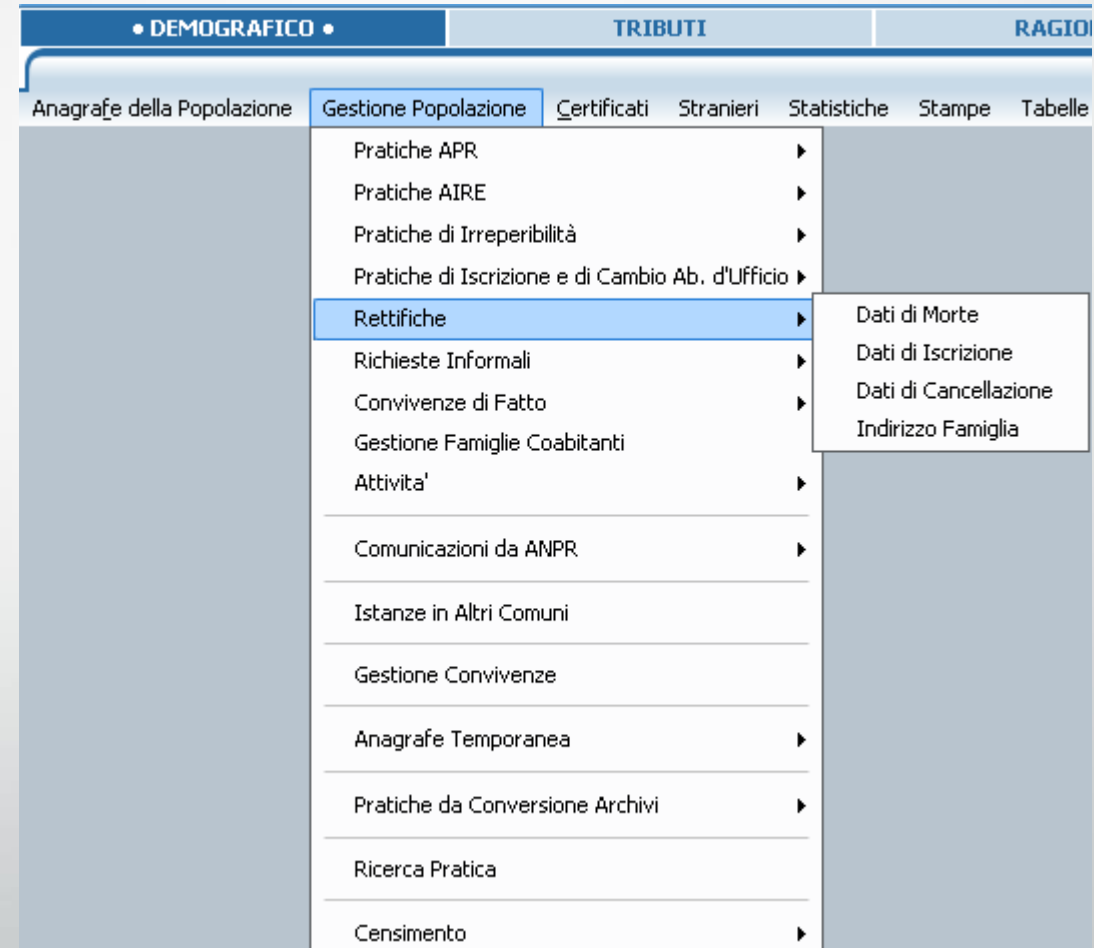 • DEMOGRAFICO • TRIBUTI
Anagrafe della Popolazione Gestione Popolazione Certificati Stranieri Statistiche Stampe Tabelle
Pratiche APR
Pratiche AIRE
Pratiche di Irreperibilità
Pratiche di Iscrizione e di Cambio Ab. d'Ufficio
Rettifiche
Dati di Morte
Dati di Iscrizione
Dati di Cancellazione
Indirizzo Famiglia
Richieste Informali
Convivenze di Fatto
Gestione Famiglie Coabitanti
Attivita'
Comunicazioni da ANPR
Istanze in Altri Comuni
Gestione Convivenze
Anagrafe Temporanea
Pratiche da Conversione Archivi
Ricerca Pratica
Censimento